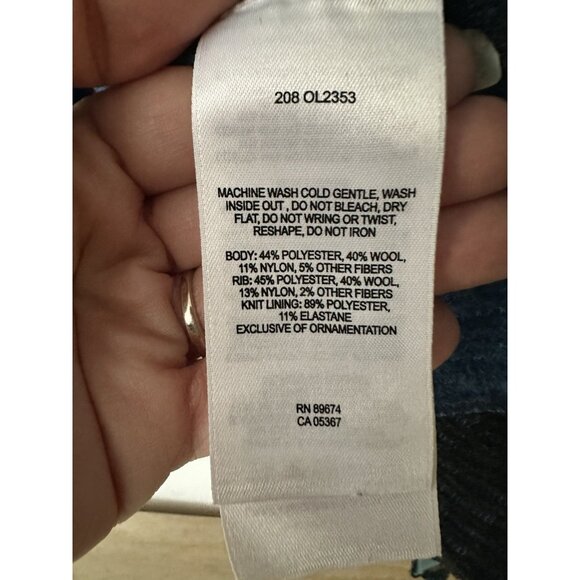 208 OL2353
MACHINE WASH COLD GENTLE, WASH
INSIDE OUT , DO NOT BLEACH, DRY
FLAT, DO NOT WRING OR TWIST,
RESHAPE, DO NOT IRON
BODY: 44% POLYESTER, 40% WOOL,
11% NYLON, 5% OTHER FIBERS
RIB: 45% POLYESTER, 40% WOOL,
13% NYLON, 2% OTHER FIBERS
KNIT LINING: 89% POLYESTER,
11% ELASTANE
EXCLUSIVE OF ORNAMENTATION
RN 89674
CA 05367